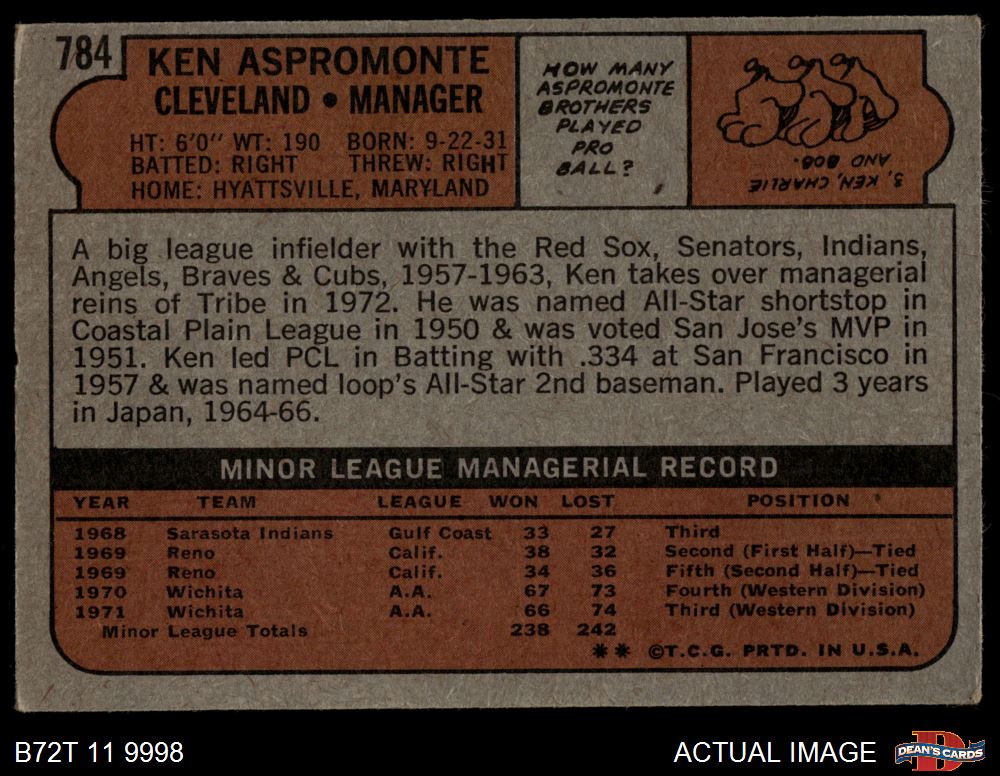 784
KEN ASPROMONTE
CLEVELAND • MANAGER
HT: 6'0" WT: 190 BORN: 9-22-31
BATTED: RIGHT THREW: RIGHT
HOME: HYATTSVILLE, MARYLAND
HOW MANY
ASPROMONTE
BROTHERS
PLAYED
PRO
BALL?
3, KEN, CHARLIE
AND BOB.
A big league infielder with the Red Sox, Senators, Indians,
Angels, Braves & Cubs, 1957-1963, Ken takes over managerial
reins of Tribe in 1972. He was named All-Star shortstop in
Coastal Plain League in 1950 & was voted San Jose's MVP in
1951. Ken led PCL in Batting with .334 at San Francisco in
1957 & was named loop's All-Star 2nd baseman. Played 3 years
in Japan, 1964-66.
MINOR LEAGUE MANAGERIAL RECORD
YEAR TEAM LEAGUE WON LOST POSITION
1968 Sarasota Indians Gulf Coast 33 27 Third
1969 Reno Calif. 38 32 Second (First Half)—Tied
1969 Reno Calif. 34 36 Fifth (Second Half)—Tied
1970 Wichita A.A. 67 73 Fourth (Western Division)
1971 Wichita A.A. 66 74 Third (Western Division)
Minor League Totals 238 242
** ©T.C.G. PRTD. IN U.S.A.
B72T 11 9998
ACTUAL IMAGE
DEAN'S CARDS